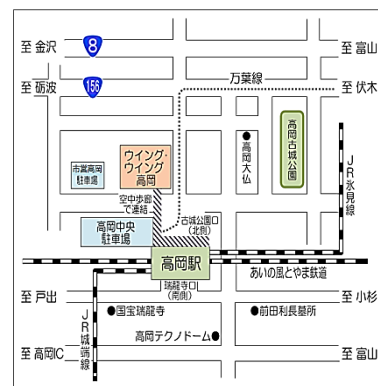 至 金沢
8
至 富山
至 砺波
156
万葉線
至 伏木
高岡古城公園
高岡大仏
JR氷見線
市営高岡
駐車場
ウイング・
ウイング
高岡
空中歩廊
で連結
古城公園口
(北側)
高岡中央
駐車場
高岡駅
あいの風とやま鉄道
瑞龍寺口
(南側)
至 戸出
至 小杉
国宝瑞龍寺
前田利長墓所
JR城端線
高岡テクノドーム
至 高岡IC
至 富山